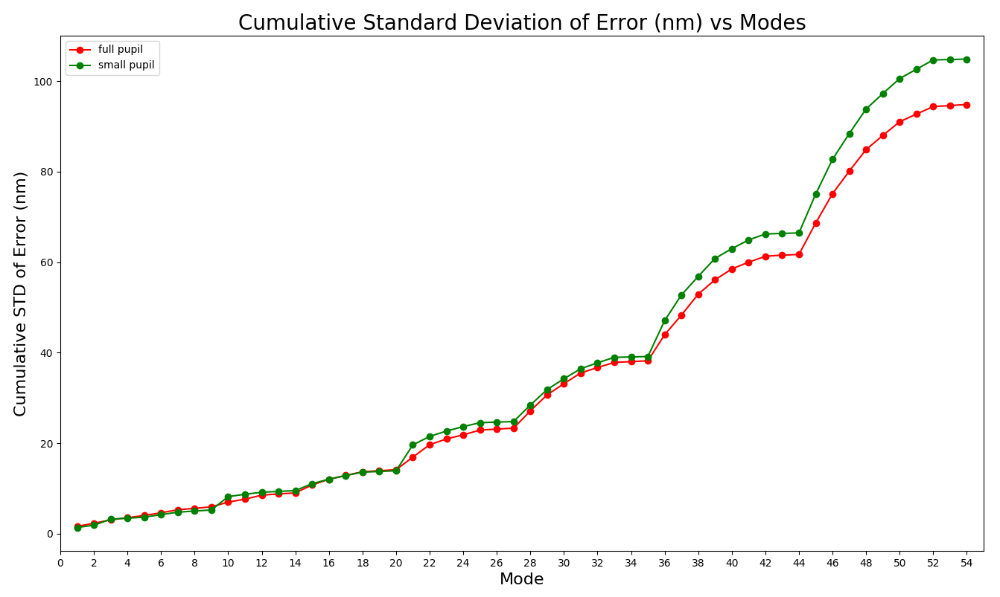 Cumulative Standard Deviation of Error (nm) vs Modes
full pupil
small pupil
Cumulative STD of Error (nm)
100
80
60
40
20
0
0 2 4 6 8 10 12 14 16 18 20 22 24 26 28 30 32 34 36 38 40 42 44 46 48 50 52 54
Mode